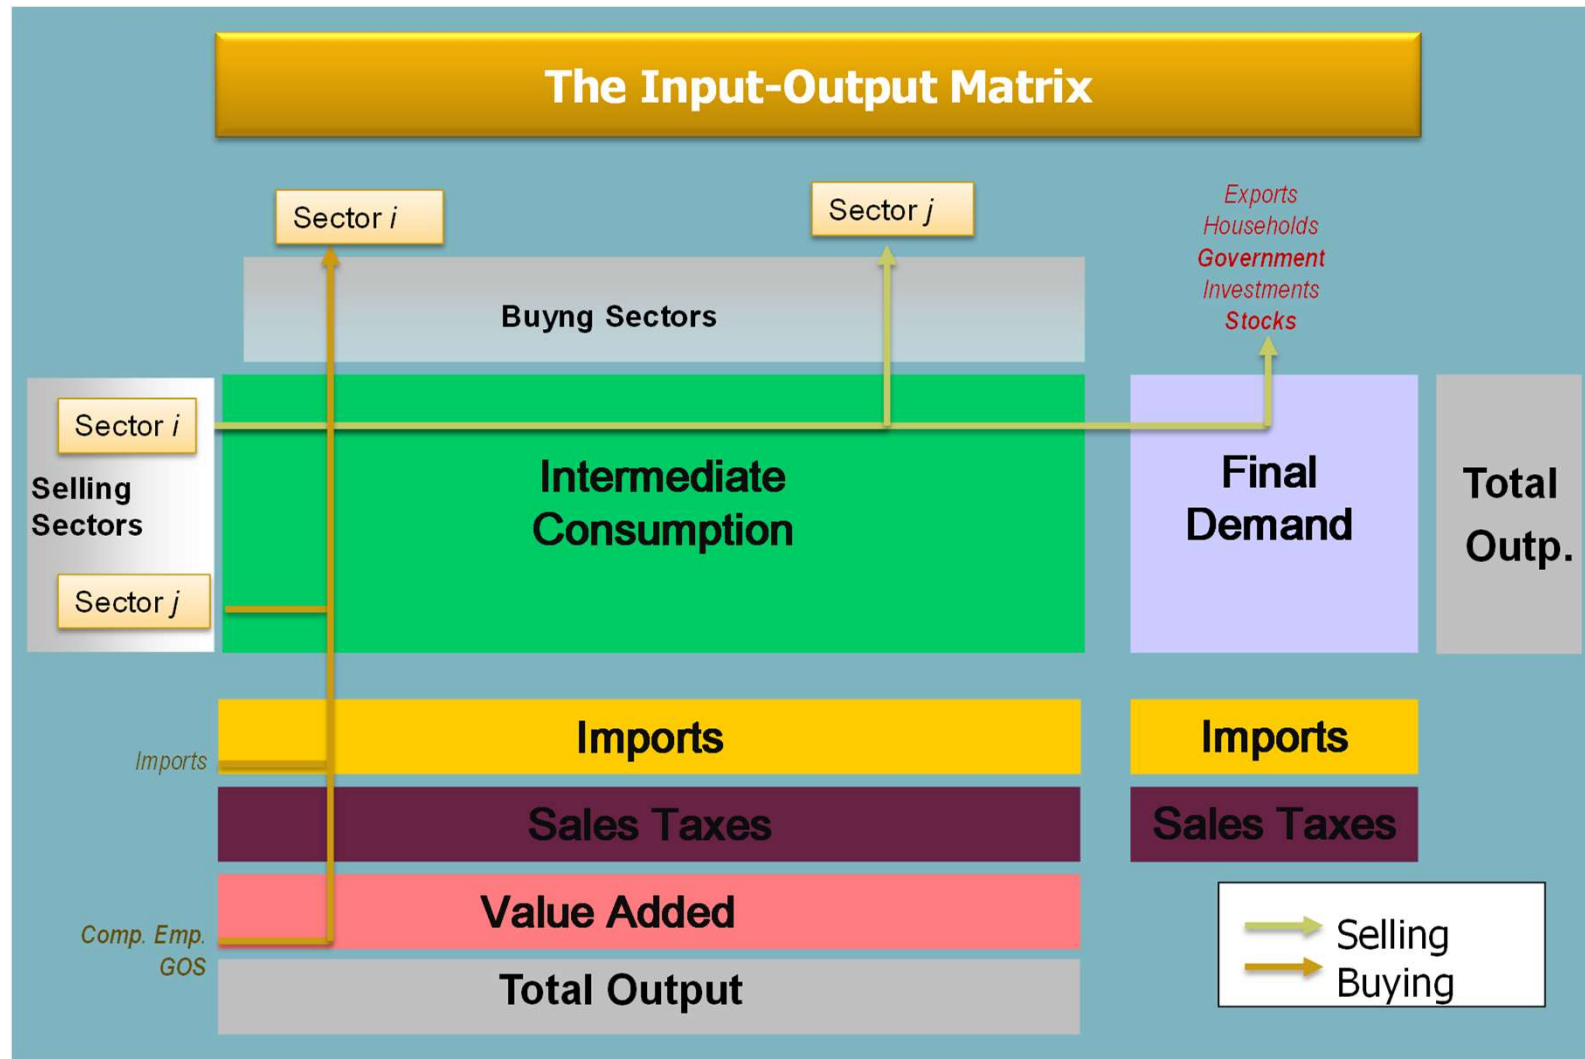 The Input-Output Matrix
Sector i
Sector j
Exports
Households
Government
Investments
Stocks
Buyng Sectors
Sector i
Selling
Sectors
Sector j
Intermediate
Consumption
Final
Demand
Total
Outp.
Imports
Imports
Imports
Sales Taxes
Sales Taxes
Comp. Emp.
GOS
Value Added
Total Output
Selling
Buying